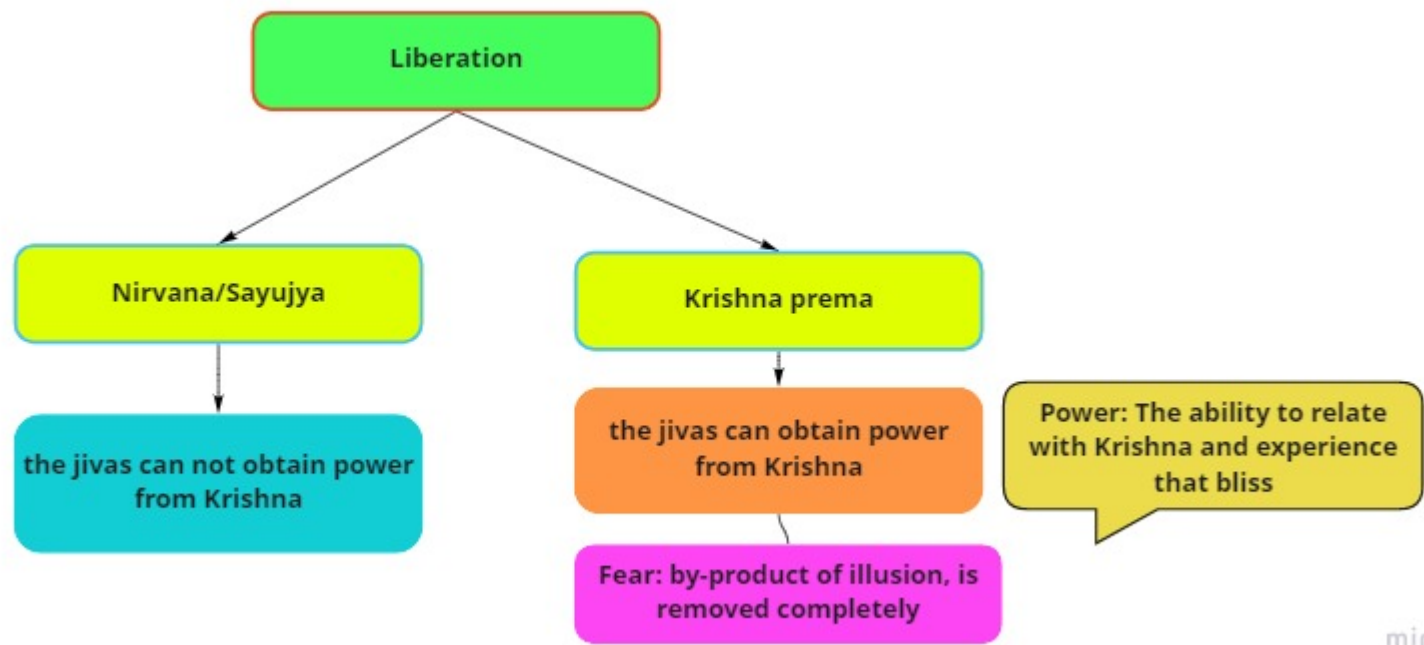 Liberation
Nirvana/Sayujya
Krishna prema
the jivas can not obtain power
from Krishna
the jivas can obtain power
from Krishna
Power: The ability to relate
with Krishna and experience
that bliss
Fear: by-product of illusion, is
removed completely